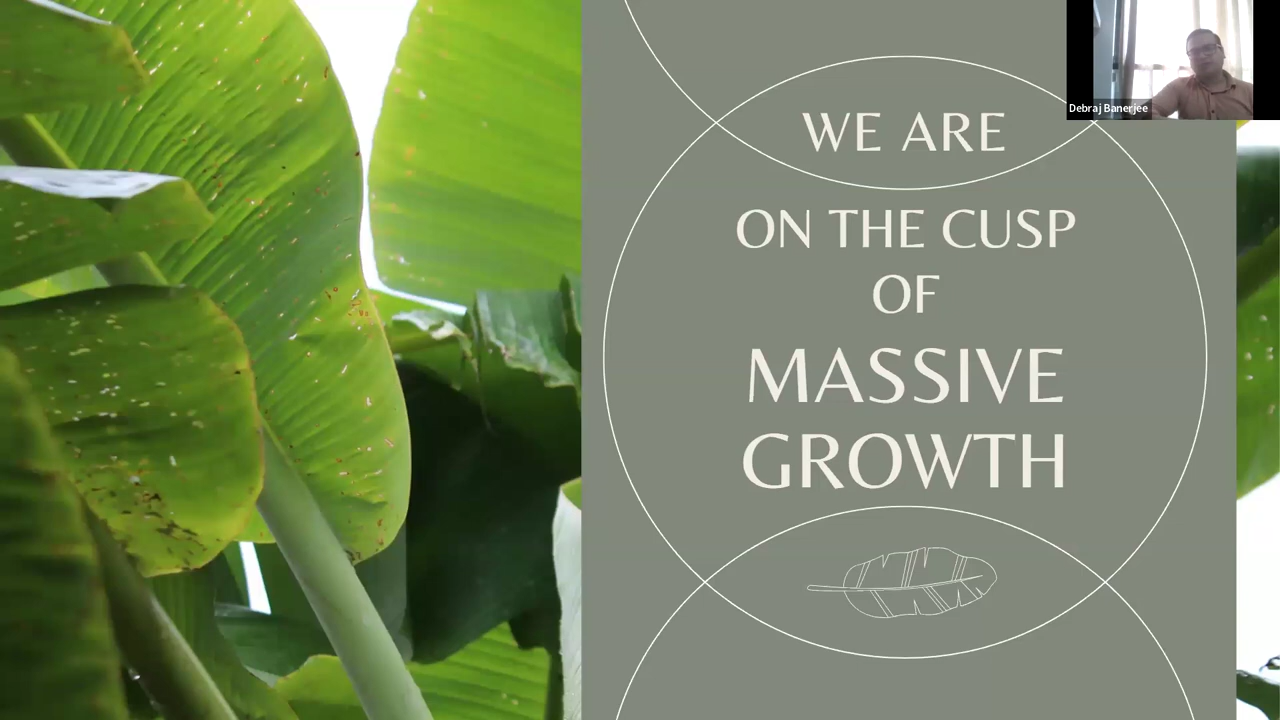 WE ARE
ON THE CUSP
OF
MASSIVE
GROWTH
Debraj Banerjee